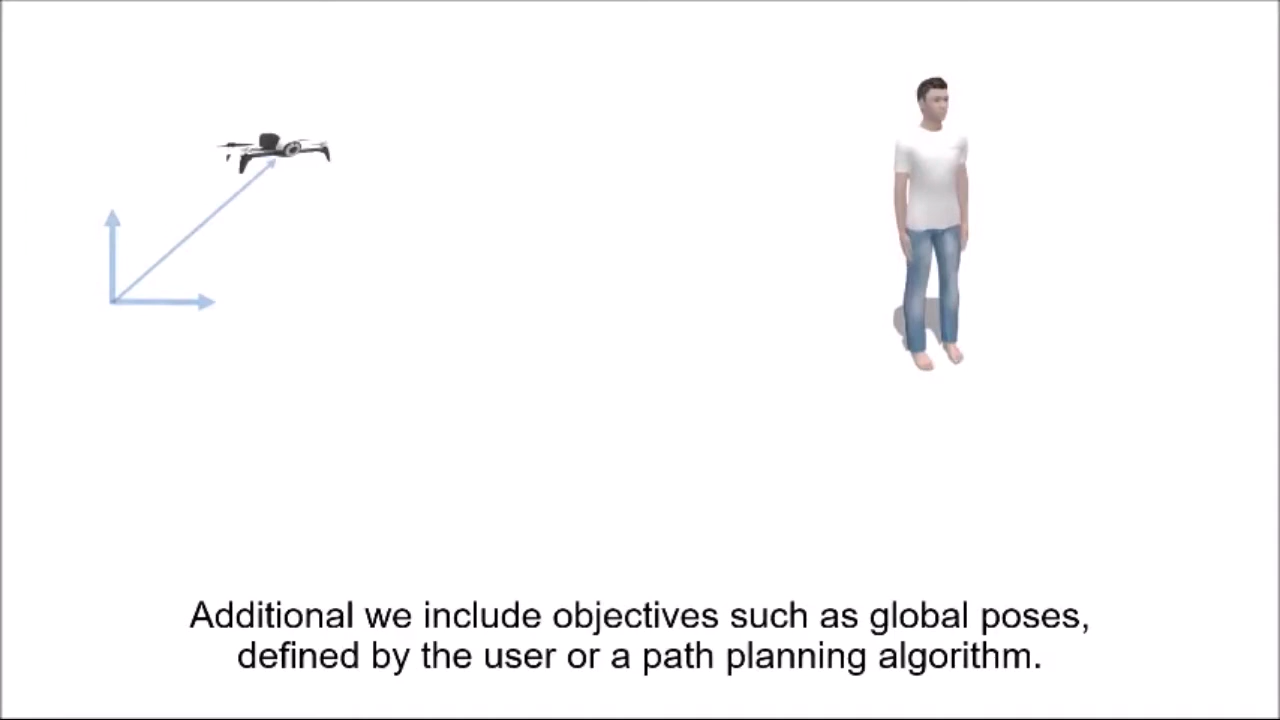 Additional we include objectives such as global poses,
defined by the user or a path planning algorithm.